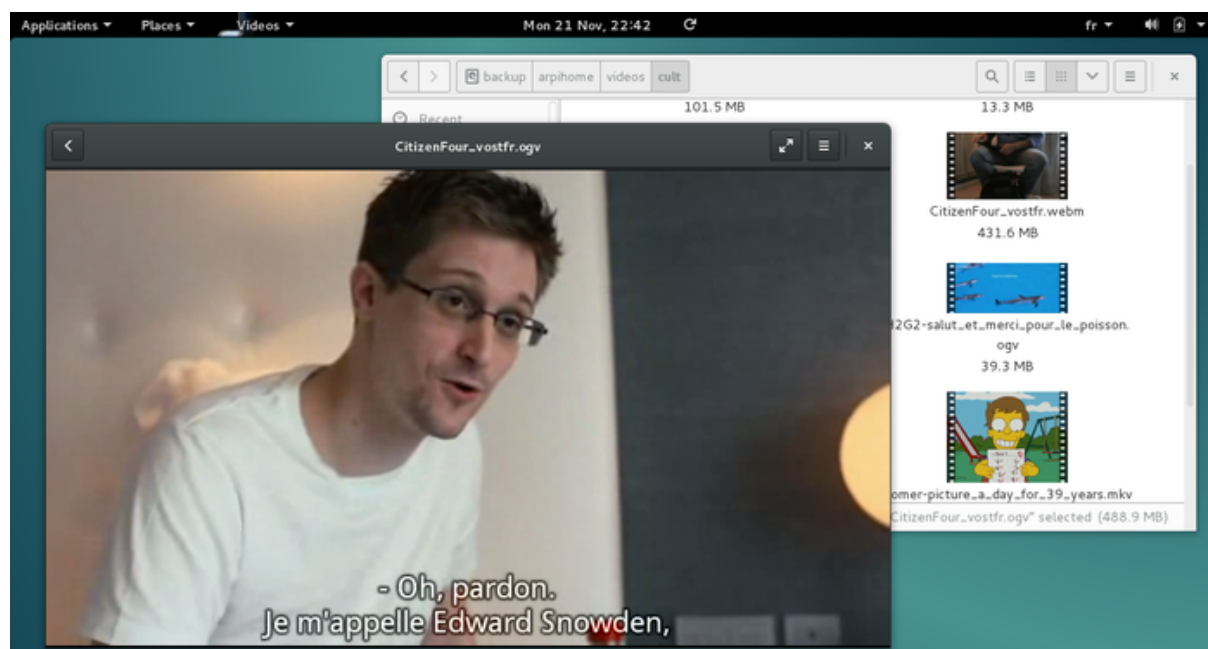 Applications Places Videos Mon 21 Nov, 22:42 fr
backup arpihome videos cult
Recent
101.5 MB 13.3 MB
CitizenFour_vostfr.ogv
CitizenFour_vostfr.webm
431.6 MB
2G2-salut_et_merci_pour_le_poisson.
ogv
39.3 MB
omer-picture_a_day_for_39_years.mkv
CitizenFour_vostfr.ogv" selected (488.9 MB)
- Oh, pardon.
Je m'appelle Edward Snowden,